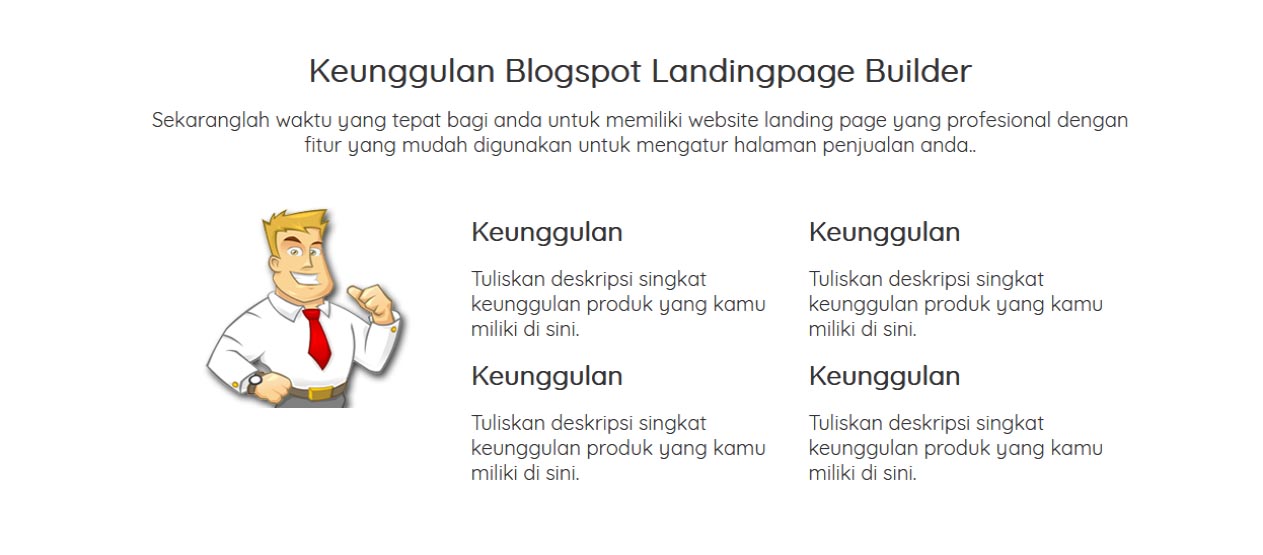 Keunggulan Blogspot Landingpage Builder
Sekaranglah waktu yang tepat bagi anda untuk memiliki website landing page yang profesional dengan
fitur yang mudah digunakan untuk mengatur halaman penjualan anda..
Keunggulan
Tuliskan deskripsi singkat
keunggulan produk yang kamu
miliki di sini.
Keunggulan
Tuliskan deskripsi singkat
keunggulan produk yang kamu
miliki di sini.
Keunggulan
Tuliskan deskripsi singkat
keunggulan produk yang kamu
miliki di sini.
Keunggulan
Tuliskan deskripsi singkat
keunggulan produk yang kamu
miliki di sini.